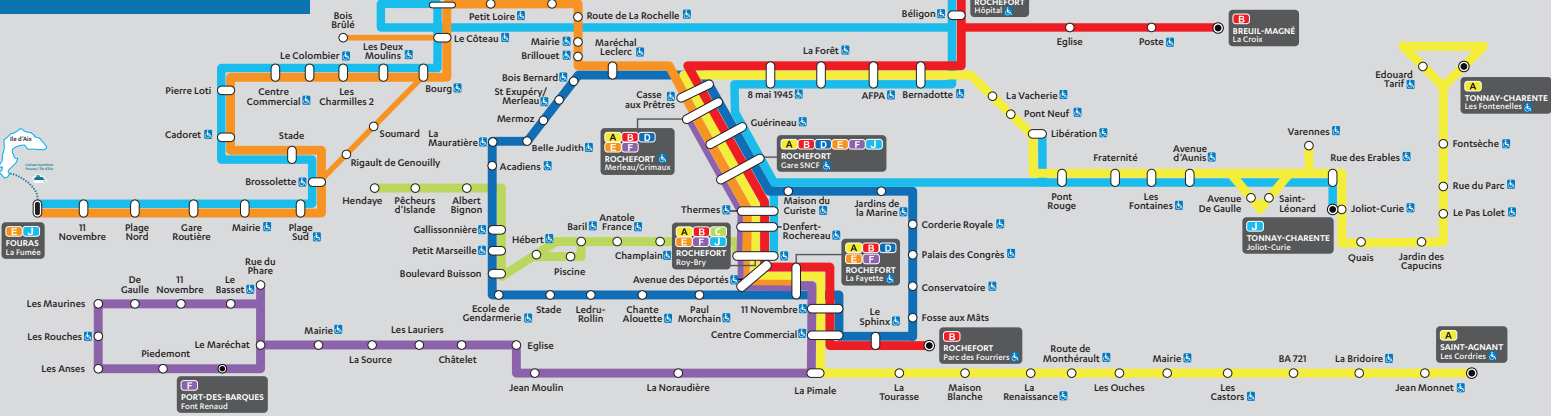 Petit Loire
Route de La Rochelle
Béligon
ROCHEFORT
Hôpital
Bois
Brûlé
Le Côteau
Mairie
Brillouet
Maréchal
Leclerc
La Forêt
Eglise
Poste
B
BREUIL-MAGNÉ
La Croix
Le Colombier
Les Deux
Moulins
Pierre Loti
Centre
Commercial
Les
Charmilles 2
Bourg
Bois Bernard
St Exupéry/
Merleau
Mermoz
Casse
aux Prêtres
8 mai 1945
AFPA
Bernadotte
La Vacherie
Pont Neuf
Libération
Edouard
Tarif
A
TONNAY-CHARENTE
Les Fontenelles
Ile d'Aix
Cadoret
Stade
Soumard
Rigault de Genouilly
La
Mauratière
Belle Judith
Acadiens
A B D
E F
ROCHEFORT
Merleau/Grimaux
Guérineau
A B D E F J
ROCHEFORT
Gare SNCF
Fraternité
Avenue
d'Aunis
Varennes
Rue des Erables
Fontsèche
Brossolette
Hendaye
Pêcheurs
d'Islande
Albert
Bignon
Thermes
Maison du
Curiste
Jardins de
la Marine
Pont
Rouge
Les
Fontaines
Avenue
De Gaulle
Saint-
Léonard
Joliot-Curie
Rue du Parc
Le Pas Lolet
E J
FOURAS
La Fumée
11
Novembre
Plage
Nord
Gare
Routière
Mairie
Plage
Sud
Gallissonnière
Petit Marseille
Boulevard Buisson
Hébert
Baril
Anatole
France
Piscine
Champlain
A B C
E F J
ROCHEFORT
Roy-Bry
Denfert-
Rochereau
Avenue des Déportés
A B D
E F
ROCHEFORT
La Fayette
Corderie Royale
Palais des Congrès
Conservatoire
Fosse aux Mâts
J
TONNAY-CHARENTE
Joliot-Curie
Quais
Jardin des
Capucins
Rue du
Phare
De
Gaulle
11
Novembre
Le
Basset
Les Maurines
Les Rouches
Les Anses
Piedemont
Le Maréchat
F
PORT-DES-BARQUES
Font Renaud
Mairie
La Source
Les Lauriers
Châtelet
Eglise
Ecole de
Gendarmerie
Stade
Ledru-
Rollin
Chante
Alouette
Paul
Morchain
11 Novembre
Centre Commercial
Le
Sphinx
B
ROCHEFORT
Parc des Fourriers
Jean Moulin
La Noraudière
La Pimale
La
Tourasse
Maison
Blanche
La
Renaissance
Route de
Monthérault
Les Ouches
Mairie
Les
Castors
BA 721
La Bridoire
Jean Monnet
A
SAINT-AGNANT
Les Cordries